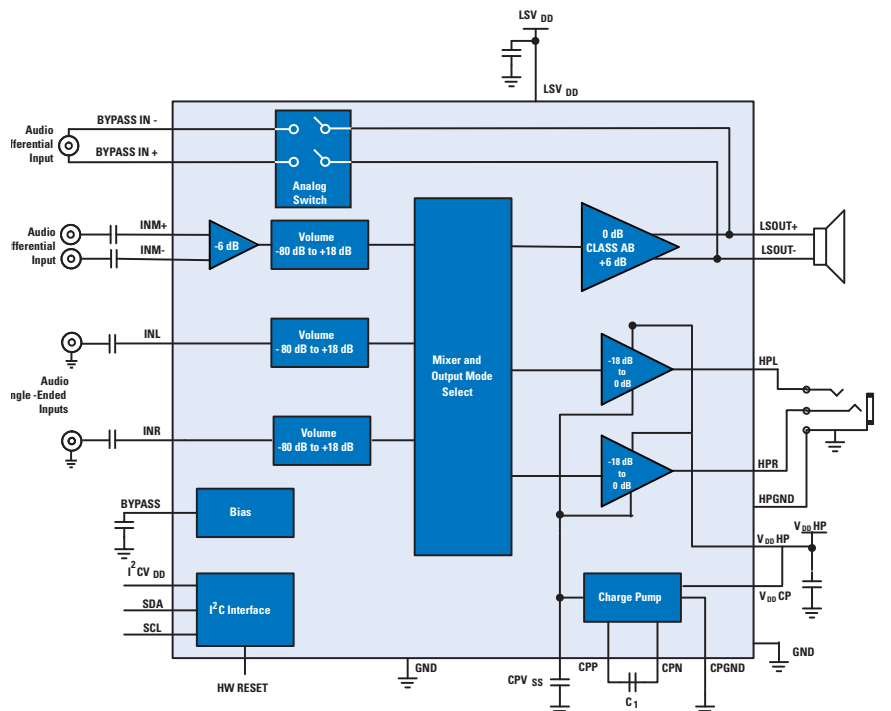 LSV DD
LSV DD
BYPASS IN -
Audio
fferential
Input
BYPASS IN +
Analog
Switch
Audio
fferential
Input
INM+
INM-
-6 dB
Volume
-80 dB to +18 dB
0 dB
CLASS AB
+6 dB
LSOUT+
LSOUT-
INL
Volume
- 80 dB to +18 dB
Mixer and
Output Mode
Select
-18 dB
to
0 dB
HPL
Audio
ngle -Ended
Inputs
INR
Volume
-80 dB to +18 dB
-18 dB
to
0 dB
HPR
HPGND
BYPASS
Bias
V DD HP
V DD HP
I2CV DD
SDA
SCL
I2C Interface
Charge Pump
V DD CP
GND
HW RESET
GND
CPV SS
CPP
CPN
CPGND
C1